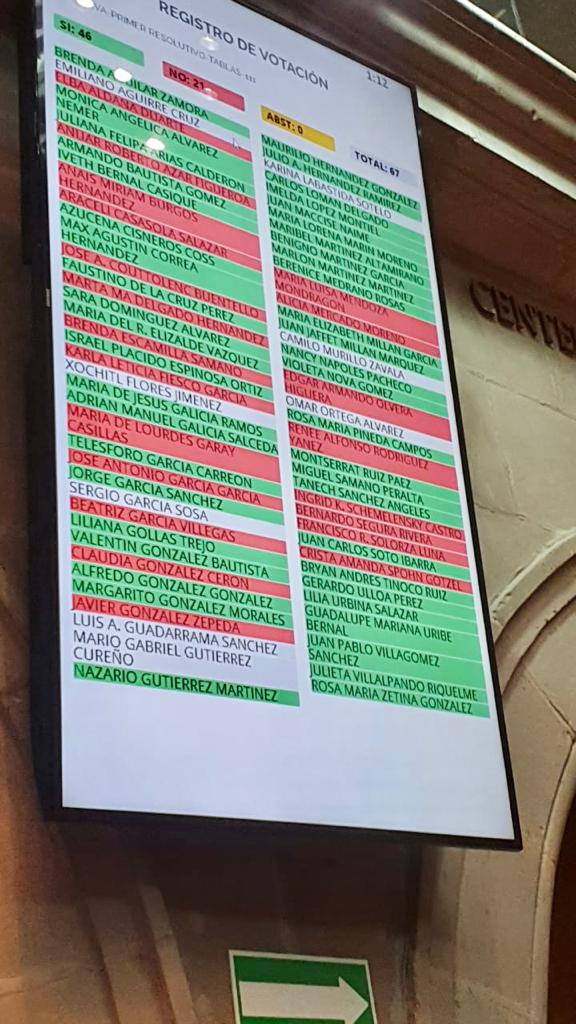 REGISTRO DE VOTACIÓN
PRIMER RESOLUTIVO-TABLAS-
1:12
SI: 46
NO: 21
ABST: 0
TOTAL: 67
BRENDA AGUILAR ZAMORA
EMILIANO AGUIRRE CRUZ
ELBA ALDANA DUARTE
MONICA ANGELICA ALVAREZ
NEMER
JULIANA FELIPA ARIAS CALDERON
ANUAR ROBERTO AZAR FIGUEROA
ARMANDO BAUTISTA GOMEZ
IVETH BERNAL CASIQUE
ANAIS MIRIAM BURGOS
HERNANDEZ
ARACELI CASASOLA SALAZAR
AZUCENA CISNEROS COSS
MAX AGUSTIN CORREA
HERNANDEZ
JOSE A. COUTTOLENC BUENTELLO
FAUSTINO DE LA CRUZ PEREZ
MARTA MA DELGADO HERNANDEZ
SARA DOMINGUEZ ALVAREZ
MARIA DEL R. ELIZALDE VAZQUEZ
BRENDA ESCAMILLA SAMANO
ISRAEL PLACIDO ESPINOSA ORTIZ
KARLA LETICIA FIESCO GARCIA
XOCHITL FLORES JIMENEZ
MARIA DE JESUS GALICIA RAMOS
ADRIAN MANUEL GALICIA SALCEDA
MARIA DE LOURDES GARAY
CASILLAS
TELESFORO GARCIA CARREON
JOSE ANTONIO GARCIA GARCIA
JORGE GARCIA SANCHEZ
SERGIO GARCIA SOSA
BEATRIZ GARCIA VILLEGAS
LILIANA GOLLAS TREJO
VALENTIN GONZALEZ BAUTISTA
CLAUDIA GONZALEZ CERON
ALFREDO GONZALEZ GONZALEZ
MARGARITO GONZALEZ MORALES
JAVIER GONZALEZ ZEPEDA
LUIS A. GUADARRAMA SANCHEZ
MARIO GABRIEL GUTIERREZ
CUREÑO
NAZARIO GUTIERREZ MARTINEZ
MAURILIO HERNANDEZ GONZALEZ
JULIO A. HERNANDEZ RAMIREZ
KARINA LABASTIDA SOTELO
CARLOS LOMAN DELGADO
IMELDA LOPEZ MONTIEL
JUAN MACCISE NAIME
MARIA LORENA MARIN MORENO
MARIBEL MARTINEZ ALTAMIRANO
BENIGNO MARTINEZ GARCIA
MARLON MARTINEZ MARTINEZ
BERENICE MEDRANO ROSAS
MARIA LUISA MENDOZA
MONDRAGON
ALICIA MERCADO MORENO
MARIA ELIZABETH MILLAN GARCIA
JUAN JAFFET MILLAN MARQUEZ
CAMILO MURILLO ZAVALA
NANCY NAPOLES PACHECO
VIOLETA NOVA GOMEZ
EDGAR ARMANDO OLVERA
HIGUERA
OMAR ORTEGA ALVAREZ
ROSA MARIA PINEDA CAMPOS
RENEE ALFONSO RODRIGUEZ
YANEZ
MONTSERRAT RUIZ PAEZ
MIGUEL SAMANO PERALTA
TANECH SANCHEZ ANGELES
INGRID K. SCHEMELENSKY CASTRO
BERNARDO SEGURA RIVERA
FRANCISCO R. SOLORZA LUNA
JUAN CARLOS SOTO IBARRA
CRISTA AMANDA SPOHN GOTZEL
BRYAN ANDRES TINOCO RUIZ
GERARDO ULLOA PEREZ
LILIA URBINA SALAZAR
GUADALUPE MARIANA URIBE
BERNAL
JUAN PABLO VILLAGOMEZ
SANCHEZ
JULIETA VILLALPANDO RIQUELME
ROSA MARIA ZETINA GONZALEZ